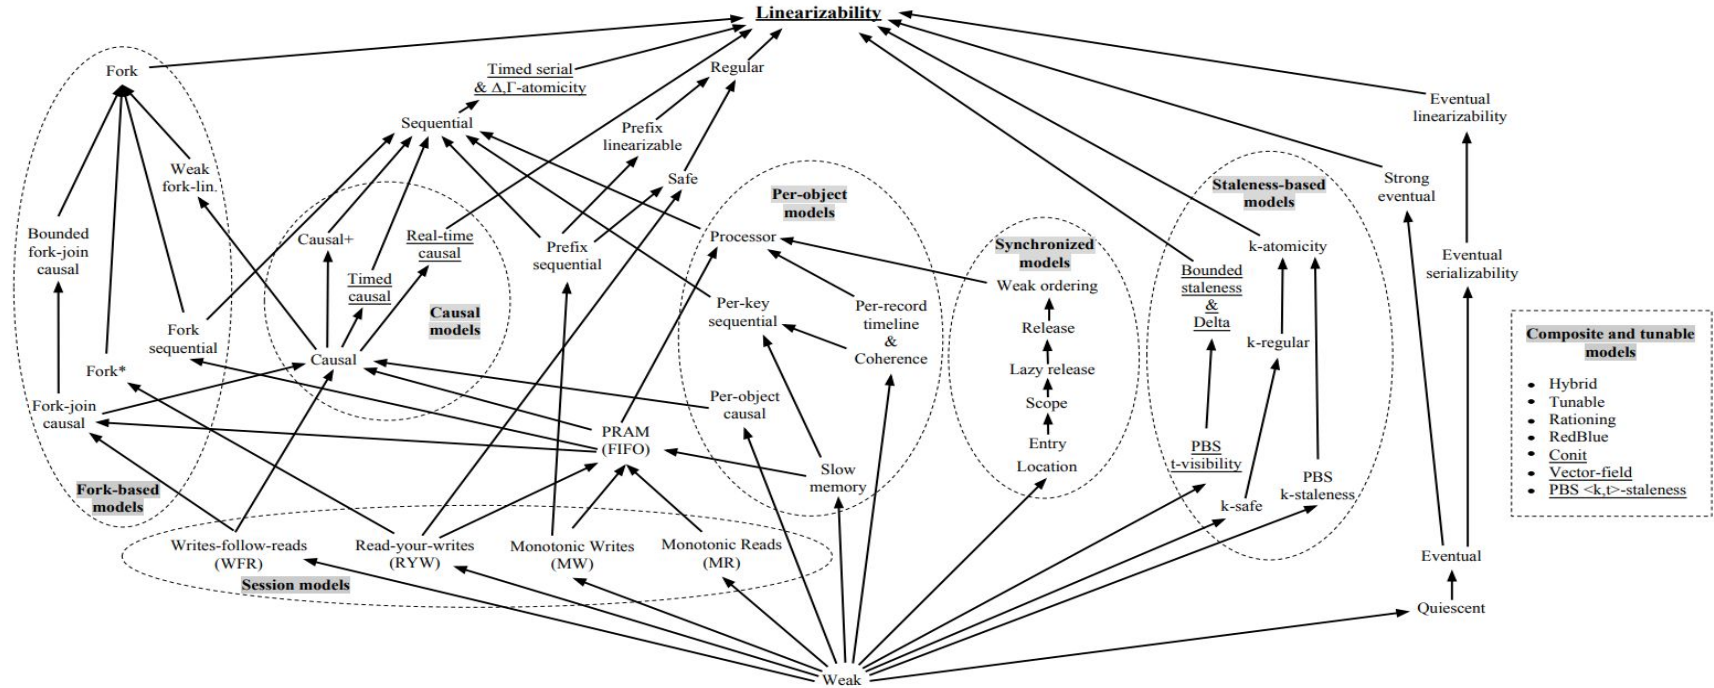 Linearizability
Fork
Timed serial
& Δ,Γ-atomicity
Regular
Eventual
linearizability
Sequential
Prefix
linearizable
Weak
fork-lin.
Safe
Per-object
models
Strong
eventual
Staleness-based
models
Bounded
fork-join
causal
Causal+
Real-time
causal
Prefix
sequential
Processor
Synchronized
models
k-atomicity
Eventual
serializability
Timed
causal
Weak ordering
Bounded
staleness
&
Delta
Causal
models
Per-key
sequential
Per-record
timeline
&
Coherence
Release
k-regular
Fork
sequential
Fork*
Causal
Lazy release
Composite and tunable
models
• Hybrid
• Tunable
• Rationing
• RedBlue
• Conit
• Vector-field
• PBS <k,t>-staleness
Fork-join
causal
Per-object
causal
Scope
PRAM
(FIFO)
Entry
Location
PBS
t-visibility
Slow
memory
PBS
k-staleness
k-safe
Fork-based
models
Writes-follow-reads
(WFR)
Read-your-writes
(RYW)
Monotonic Writes
(MW)
Monotonic Reads
(MR)
Session models
Eventual
Quiescent
Weak